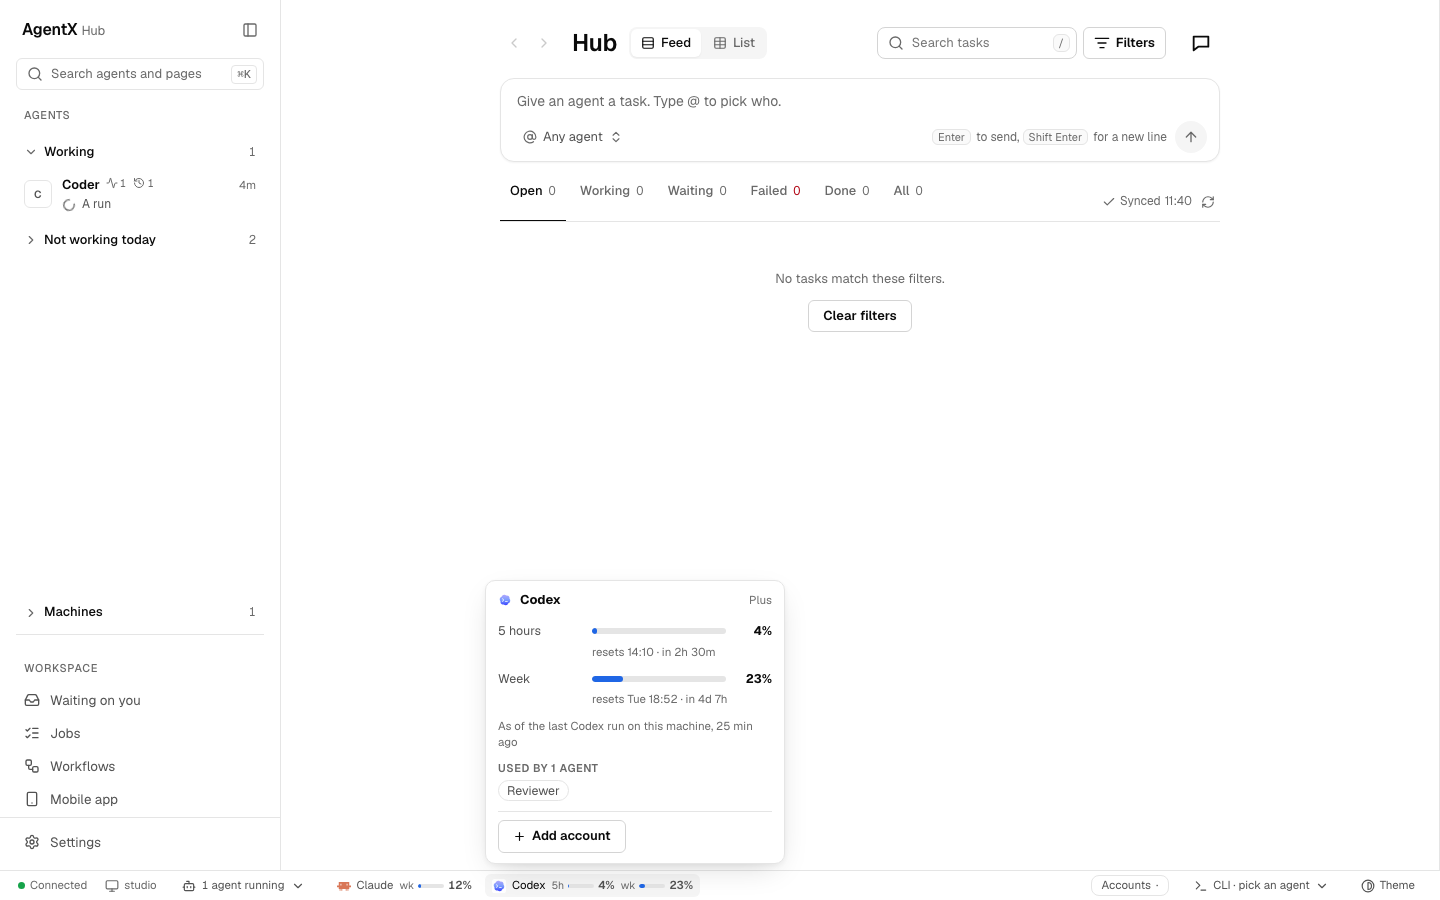 AgentX Hub
Search agents and pages ⌘K
AGENTS
Working 1
C Coder 1 1 4m
A run
Not working today 2
Machines 1
WORKSPACE
Waiting on you
Jobs
Workflows
Mobile app
Settings
Hub Feed List Search tasks / Filters
Give an agent a task. Type @ to pick who.
@ Any agent Enter to send, Shift Enter for a new line
Open 0 Working 0 Waiting 0 Failed 0 Done 0 All 0 Synced 11:40
No tasks match these filters.
Clear filters
Codex Plus
5 hours 4%
resets 14:10 · in 2h 30m
Week 23%
resets Tue 18:52 · in 4d 7h
As of the last Codex run on this machine, 25 min
ago
USED BY 1 AGENT
Reviewer
+ Add account
Connected studio 1 agent running Claude wk 12% Codex 5h 4% wk 23% Accounts · CLI · pick an agent Theme